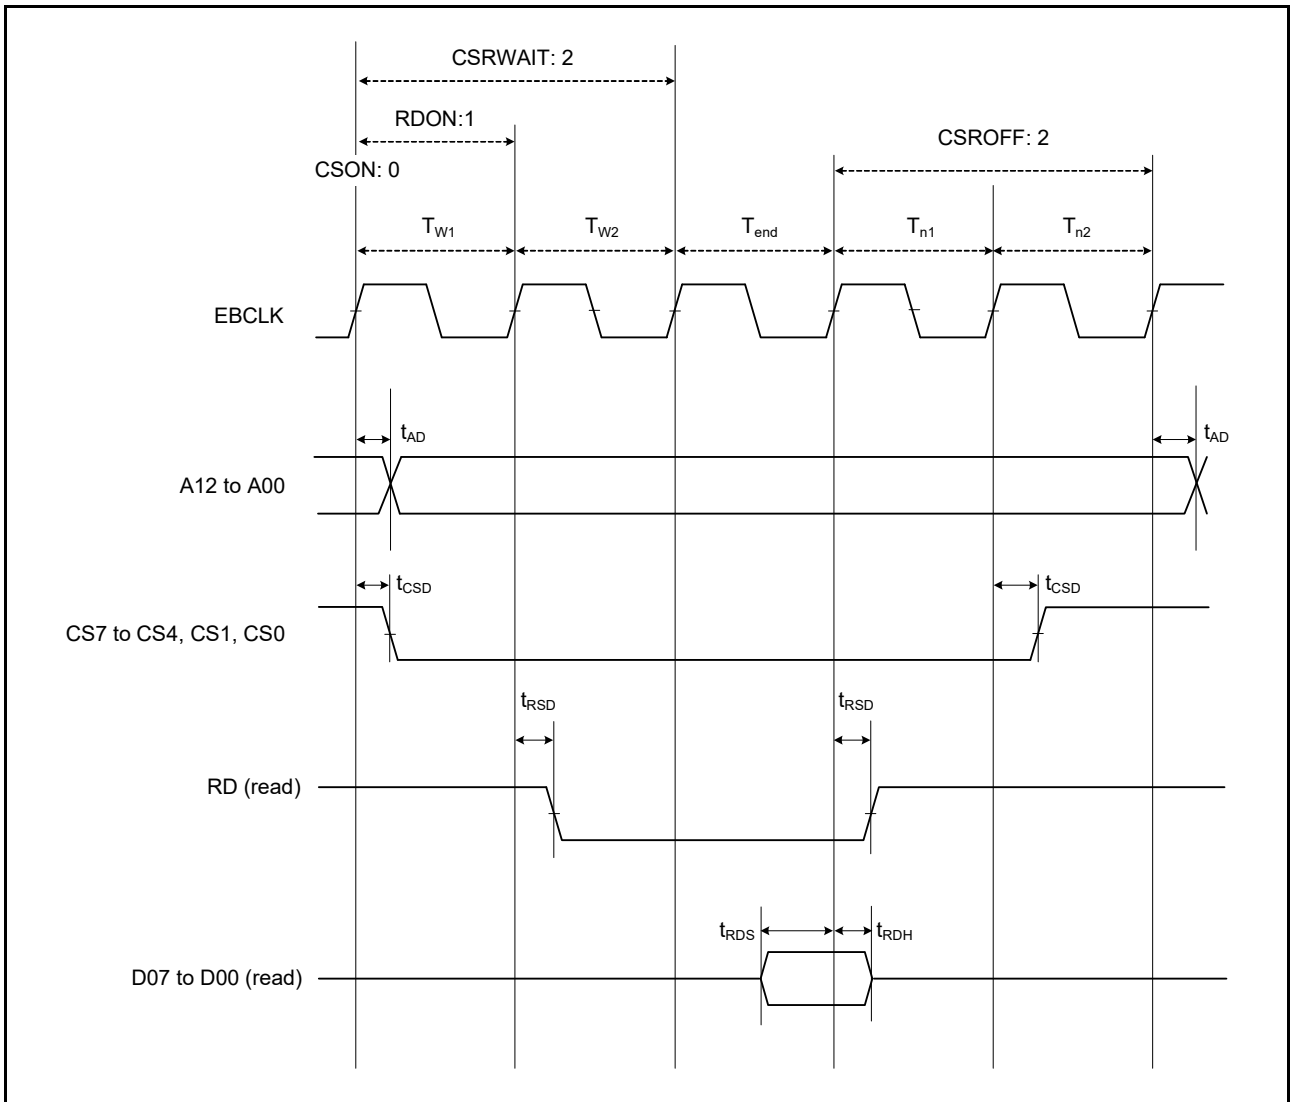 CSRWAIT: 2
RDON:1
CSROFF: 2
CSON: 0
TW1 TW2 Tend Tn1 Tn2
EBCLK
tAD tAD
A12 to A00
tCSD tCSD
CS7 to CS4, CS1, CS0
tRSD tRSD
RD (read)
tRDS tRDH
D07 to D00 (read)